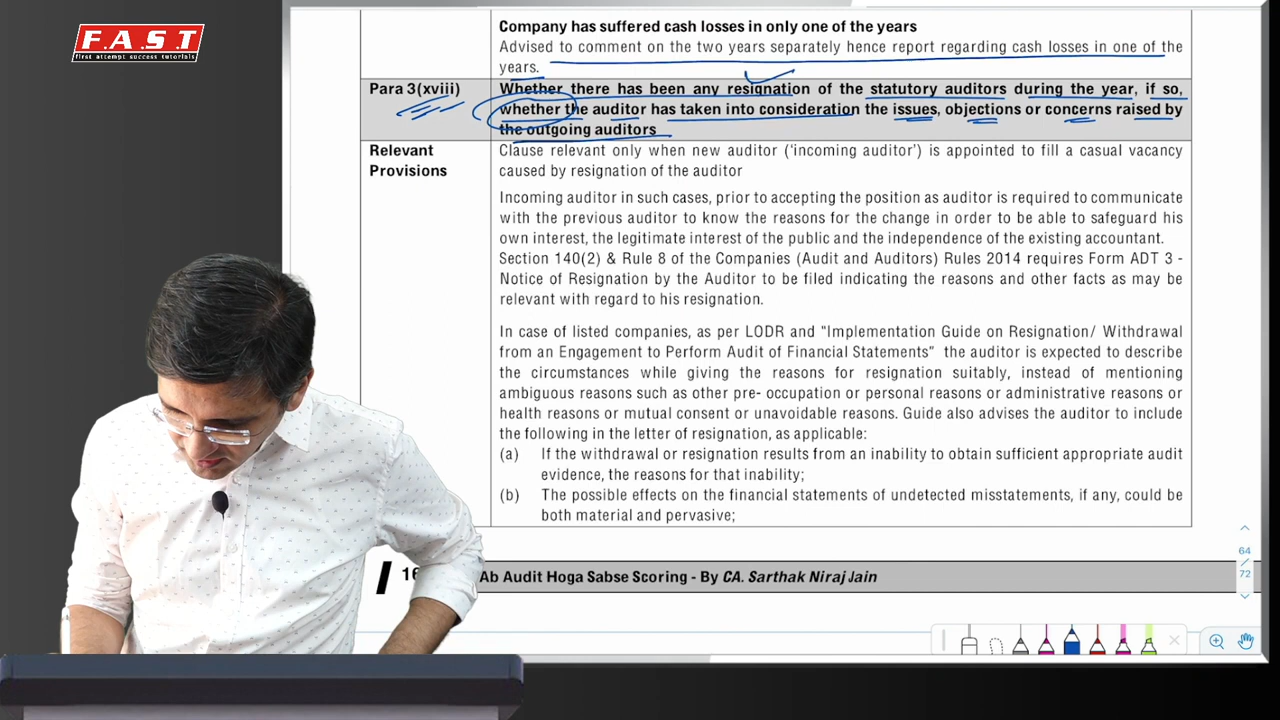 F.A.S.T
first attempt success tutorials
Company has suffered cash losses in only one of the years
Advised to comment on the two years separately hence report regarding cash losses in one of the
years.
Para 3(xviii)
Whether there has been any resignation of the statutory auditors during the year, if so,
whether the auditor has taken into consideration the issues, objections or concerns raised by
the outgoing auditors
Relevant
Provisions
Clause relevant only when new auditor (‘incoming auditor’) is appointed to fill a casual vacancy
caused by resignation of the auditor
Incoming auditor in such cases, prior to accepting the position as auditor is required to communicate
with the previous auditor to know the reasons for the change in order to be able to safeguard his
own interest, the legitimate interest of the public and the independence of the existing accountant.
Section 140(2) & Rule 8 of the Companies (Audit and Auditors) Rules 2014 requires Form ADT 3 -
Notice of Resignation by the Auditor to be filed indicating the reasons and other facts as may be
relevant with regard to his resignation.
In case of listed companies, as per LODR and "Implementation Guide on Resignation/ Withdrawal
from an Engagement to Perform Audit of Financial Statements" the auditor is expected to describe
the circumstances while giving the reasons for resignation suitably, instead of mentioning
ambiguous reasons such as other pre- occupation or personal reasons or administrative reasons or
health reasons or mutual consent or unavoidable reasons. Guide also advises the auditor to include
the following in the letter of resignation, as applicable:
(a) If the withdrawal or resignation results from an inability to obtain sufficient appropriate audit
evidence, the reasons for that inability;
(b) The possible effects on the financial statements of undetected misstatements, if any, could be
both material and pervasive;
64
/
72
Ab Audit Hoga Sabse Scoring - By CA. Sarthak Niraj Jain